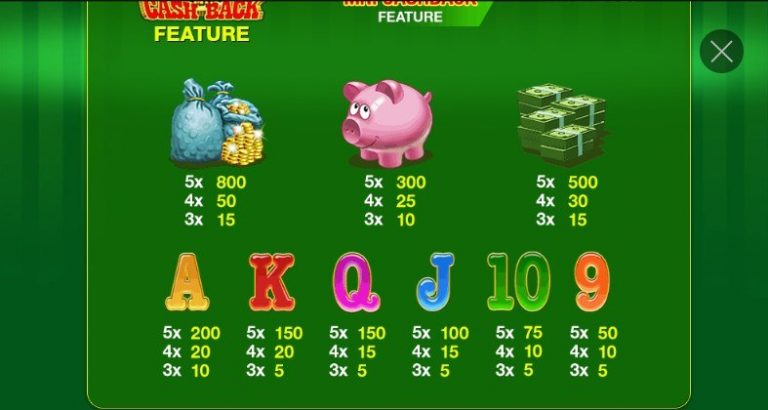 CASH-BACK
FEATURE
MR. CASHBACK
FEATURE
5x 800
4x 50
3x 15
5x 300
4x 25
3x 10
5x 500
4x 30
3x 15
A K Q J 10 9
5x 200 5x 150 5x 150 5x 100 5x 75 5x 50
4x 20 4x 20 4x 15 4x 15 4x 10 4x 10
3x 10 3x 5 3x 5 3x 5 3x 5 3x 5